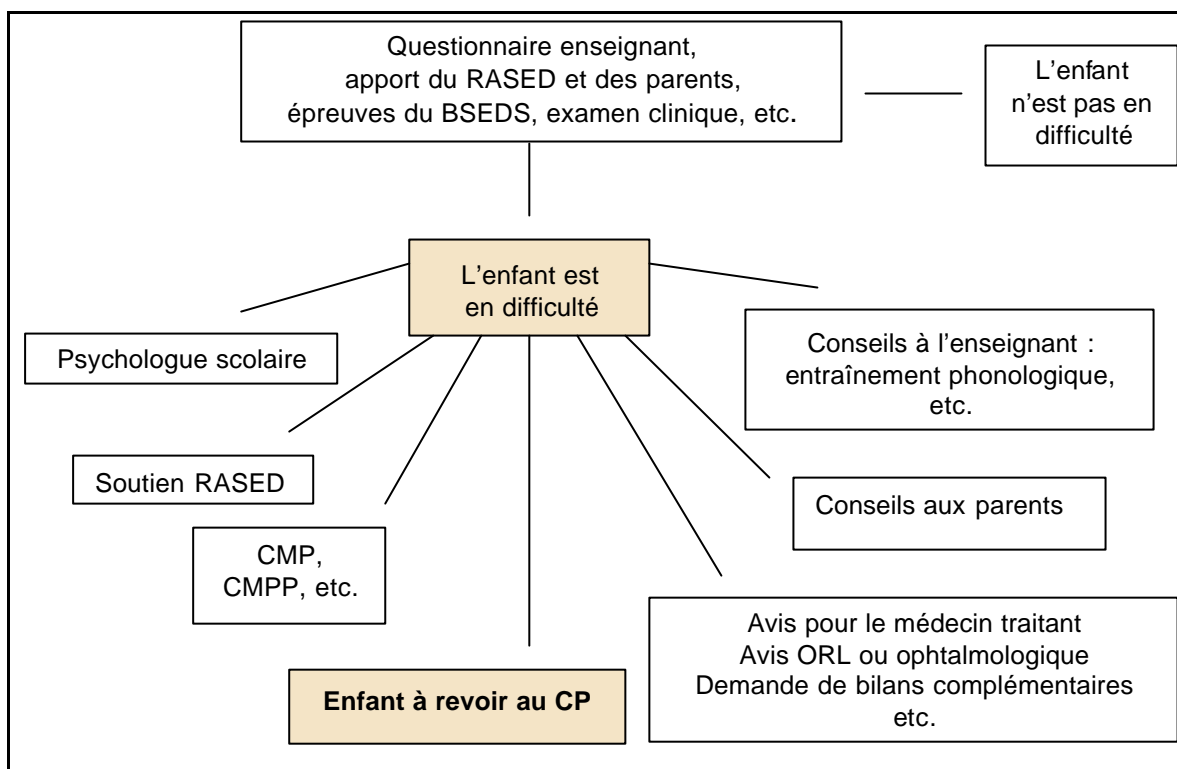 Questionnaire enseignant,
apport du RASED et des parents,
épreuves du BSEDS, examen clinique, etc.
L'enfant
n'est pas en
difficulté
L'enfant est
en difficulté
Psychologue scolaire
Soutien RASED
CMP,
CMPP, etc.
Enfant à revoir au CP
Conseils à l'enseignant :
entraînement phonologique,
etc.
Conseils aux parents
Avis pour le médecin traitant
Avis ORL ou ophtalmologique
Demande de bilans complémentaires
etc.